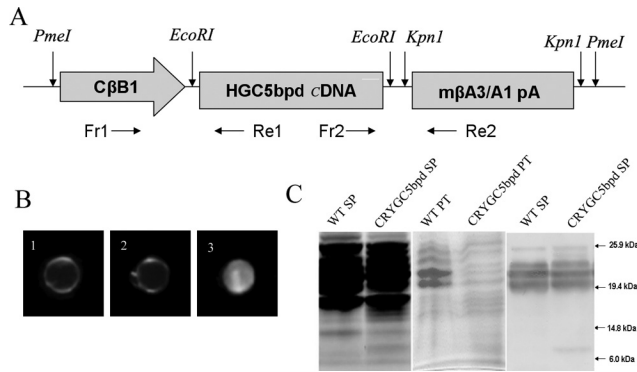 A
PmeI EcoRI EcoRI Kpn1 Kpn1 PmeI
CβB1 HGC5bpd cDNA mβA3/A1 pA
Fr1 Re1 Fr2 Re2
B
1 2 3
C
WT SP CRYGC5bpd SP WT PT CRYGC5bpd PT WT SP CRYGC5bpd SP
25.9 kDa
19.4 kDa
14.8 kDa
6.0 kDa